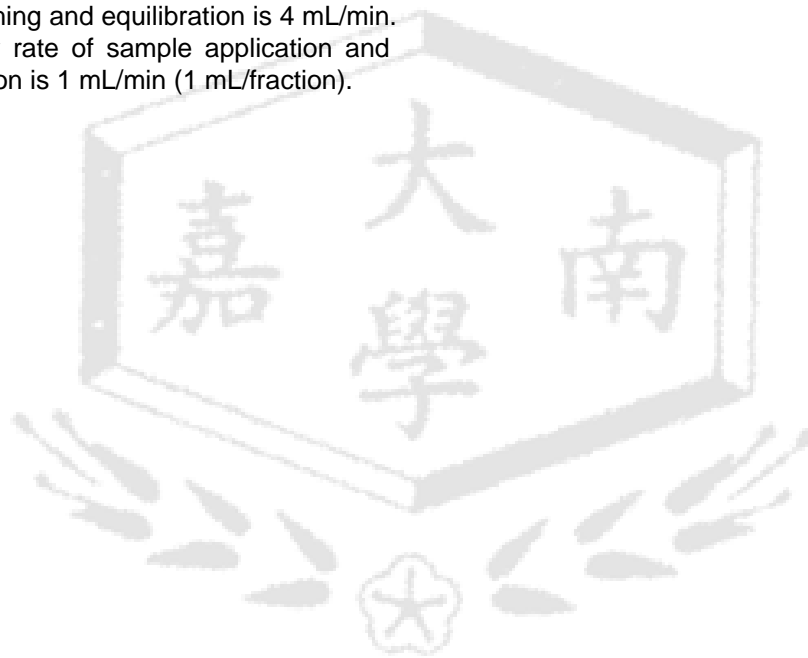 ning and equilibration is 4 mL/min.
rate of sample application and
on is 1 mL/min (1 mL/fraction).
大
嘉 南
學